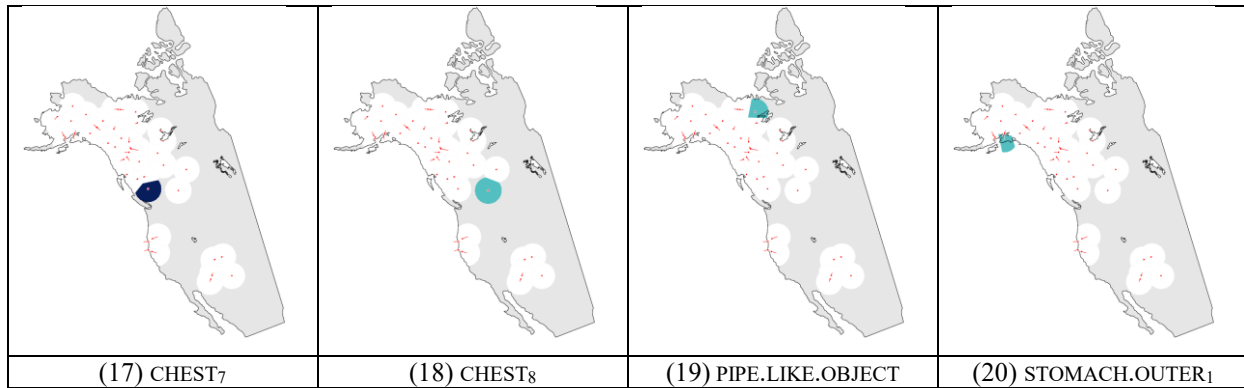 (17) CHEST₇
(18) CHEST₈
(19) PIPE.LIKE.OBJECT
(20) STOMACH.OUTER₁